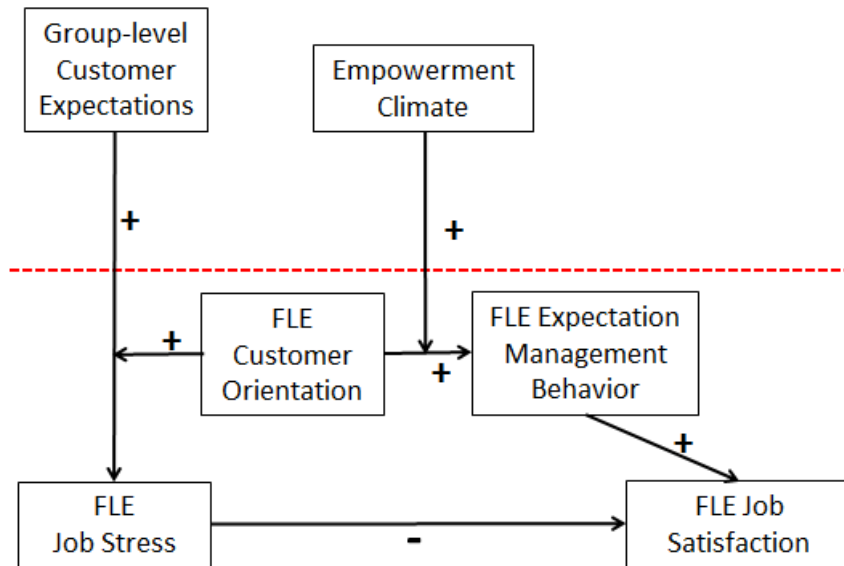 Group-level
Customer
Expectations
Empowerment
Climate
+
+
FLE
Customer
Orientation
FLE Expectation
Management
Behavior
+
+
+
FLE
Job Stress
FLE Job
Satisfaction
-